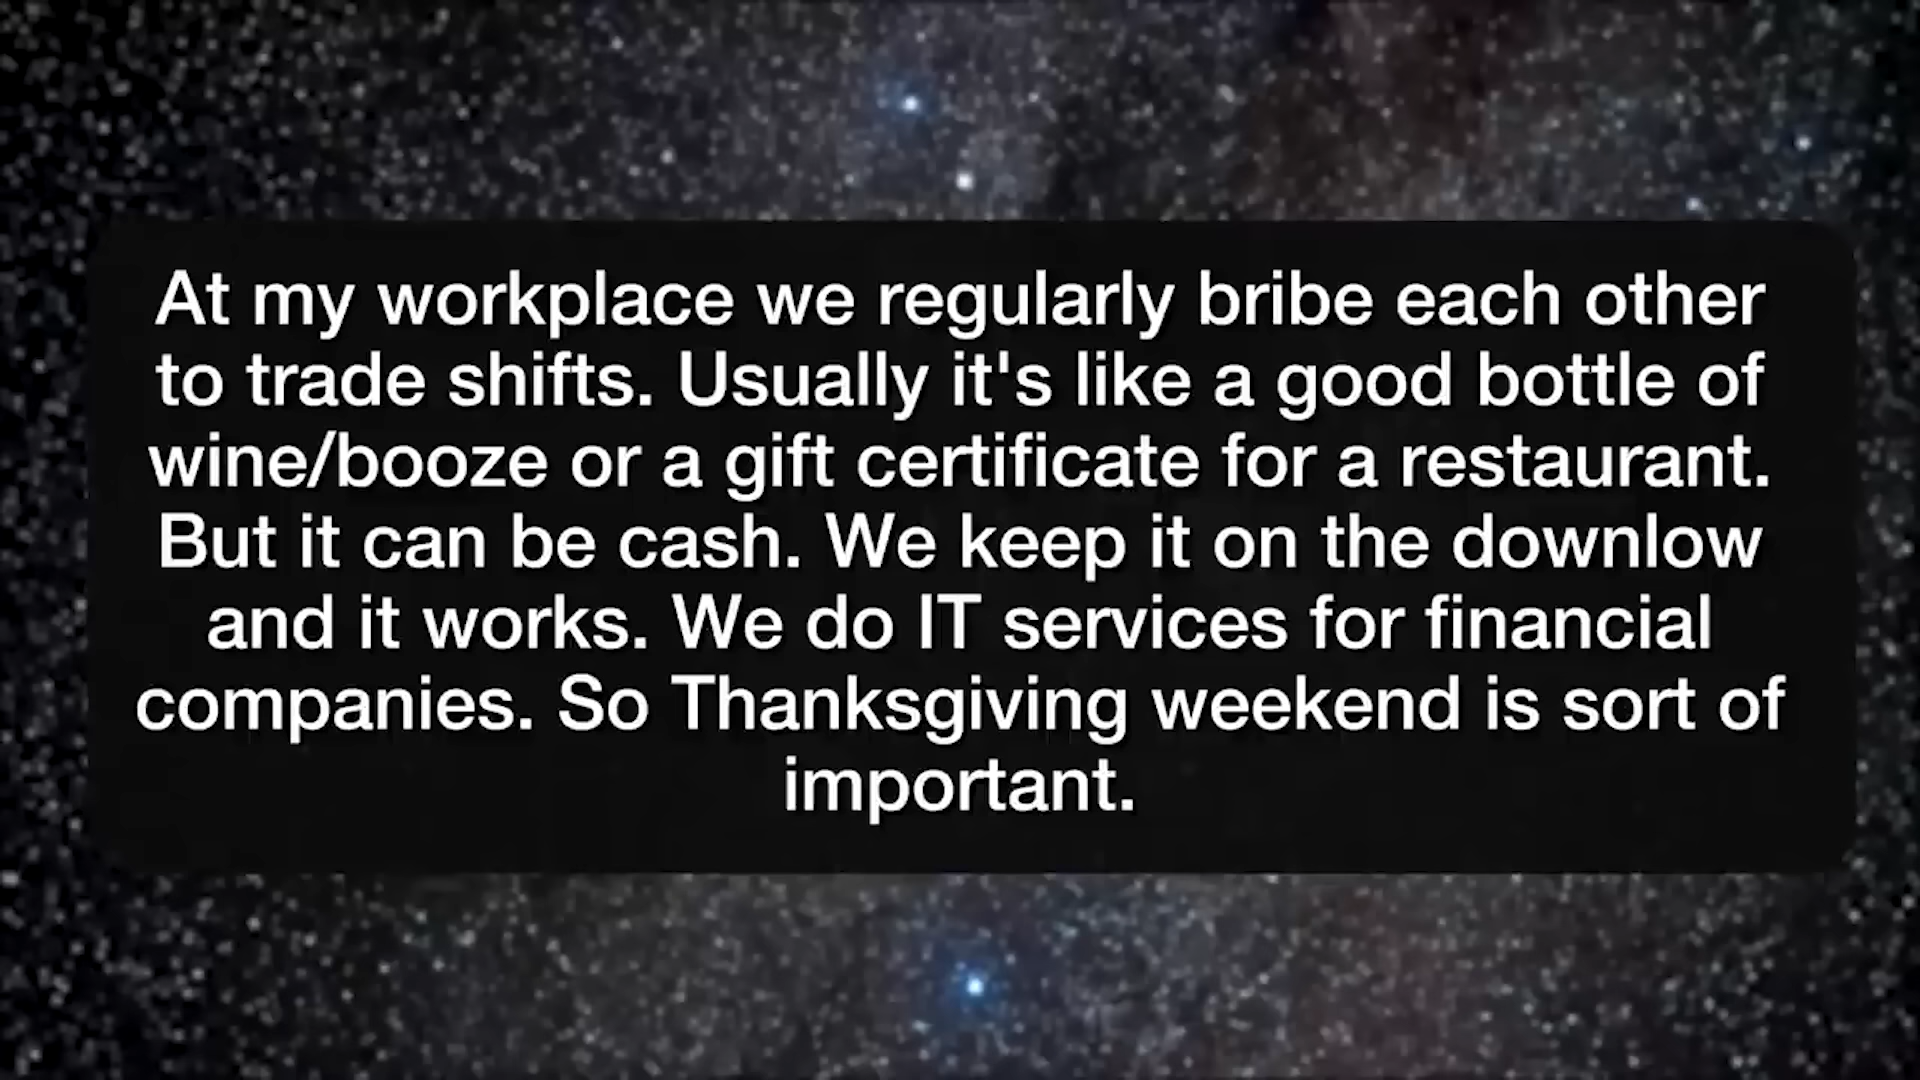 At my workplace we regularly bribe each other
to trade shifts. Usually it's like a good bottle of
wine/booze or a gift certificate for a restaurant.
But it can be cash. We keep it on the downlow
and it works. We do IT services for financial
companies. So Thanksgiving weekend is sort of
important.